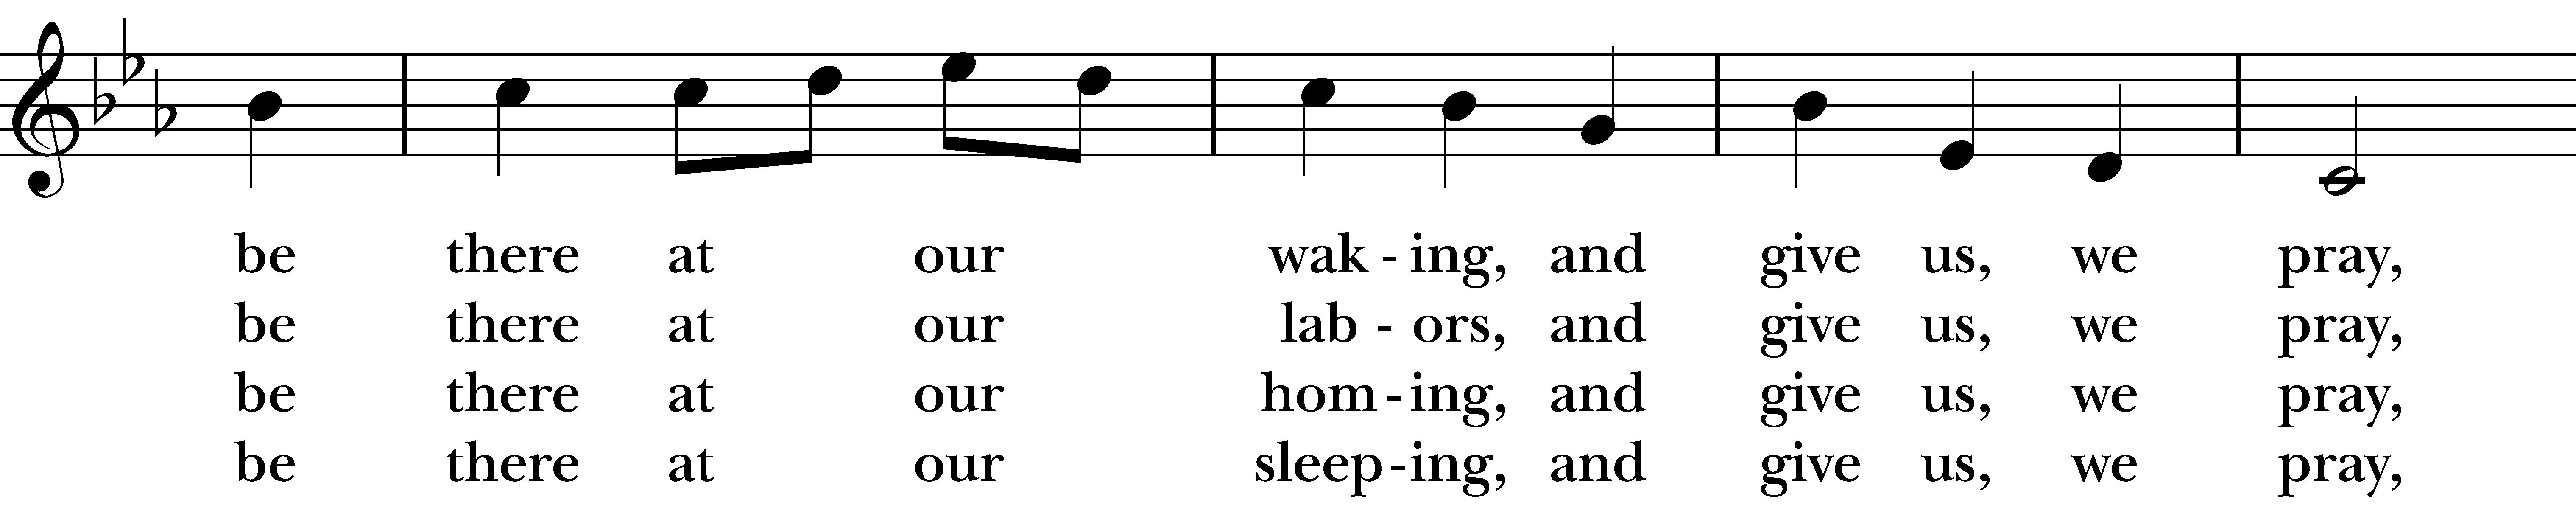 be there at our wak - ing, and give us, we pray,
be there at our lab - ors, and give us, we pray,
be there at our hom - ing, and give us, we pray,
be there at our sleep - ing, and give us, we pray,